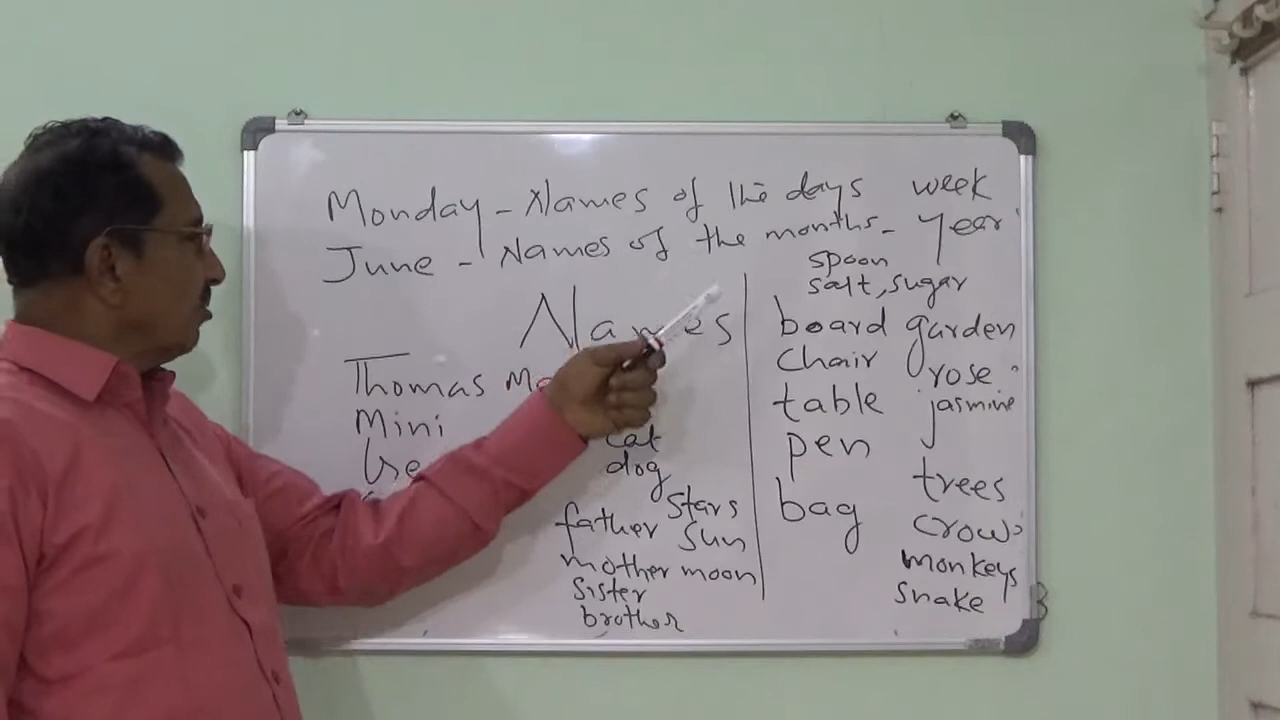 Monday - Names of the days week
June - Names of the months - year
spoon
salt, sugar
Names
board garden
Chair rose
table jasmine
pen
bag trees
crow
monkeys
snake
Thomas
Mini
cat
dog
stars
father sun
mother moon
sister
brother